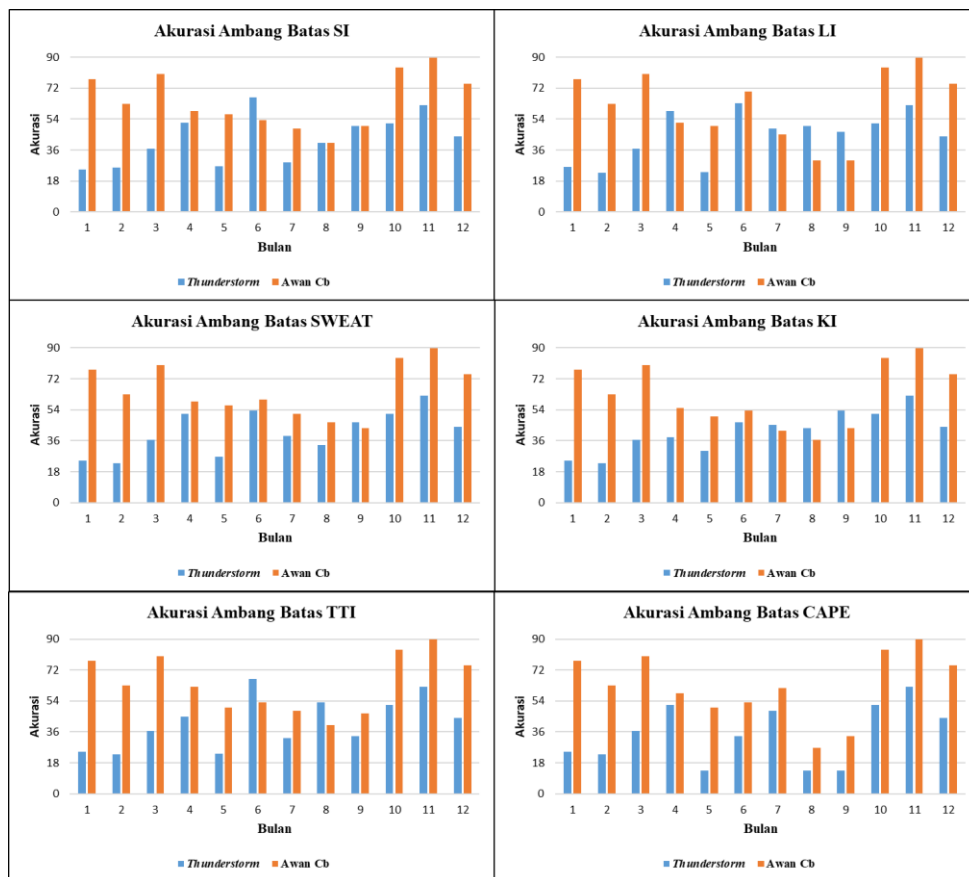 Akurasi Ambang Batas SI
90
72
54
36
18
0
Akurasi
1 2 3 4 5 6 7 8 9 10 11 12
Bulan
Thunderstorm Awan Cb
Akurasi Ambang Batas LI
90
72
54
36
18
0
Akurasi
1 2 3 4 5 6 7 8 9 10 11 12
Bulan
Thunderstorm Awan Cb
Akurasi Ambang Batas SWEAT
90
72
54
36
18
0
Akurasi
1 2 3 4 5 6 7 8 9 10 11 12
Bulan
Thunderstorm Awan Cb
Akurasi Ambang Batas KI
90
72
54
36
18
0
Akurasi
1 2 3 4 5 6 7 8 9 10 11 12
Bulan
Thunderstorm Awan Cb
Akurasi Ambang Batas TTI
90
72
54
36
18
0
Akurasi
1 2 3 4 5 6 7 8 9 10 11 12
Bulan
Thunderstorm Awan Cb
Akurasi Ambang Batas CAPE
90
72
54
36
18
0
Akurasi
1 2 3 4 5 6 7 8 9 10 11 12
Bulan
Thunderstorm Awan Cb